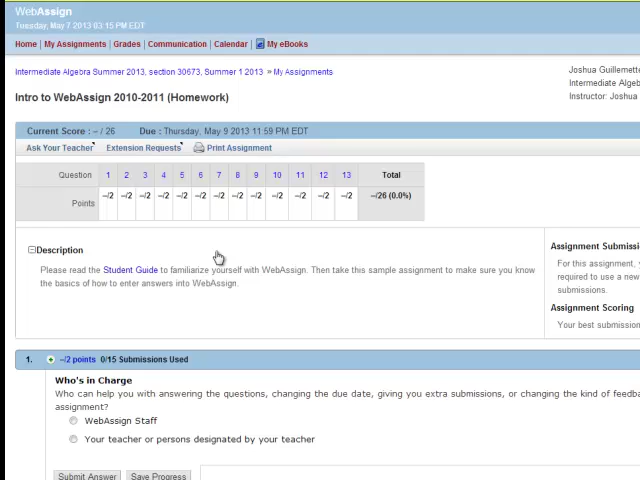 WebAssign
Tuesday, May 7 2013 03:15 PM EDT
Home | My Assignments | Grades | Communication | Calendar | My eBooks
Intermediate Algebra Summer 2013, section 30673, Summer 1 2013 » My Assignments
Joshua Guillemette
Intermediate Algeb
Instructor: Joshua
Intro to WebAssign 2010-2011 (Homework)
Current Score : – / 26 Due : Thursday, May 9 2013 11:59 PM EDT
Ask Your Teacher Extension Requests Print Assignment
Question 1 2 3 4 5 6 7 8 9 10 11 12 13 Total
Points –/2 –/2 –/2 –/2 –/2 –/2 –/2 –/2 –/2 –/2 –/2 –/2 –/2 –/26 (0.0%)
Description
Please read the Student Guide to familiarize yourself with WebAssign. Then take this sample assignment to make sure you know
the basics of how to enter answers into WebAssign.
Assignment Submissi
For this assignment, y
required to use a new
submissions.
Assignment Scoring
Your best submission
1. –/2 points 0/15 Submissions Used
Who's in Charge
Who can help you with answering the questions, changing the due date, giving you extra submissions, or changing the kind of feedba
assignment?
WebAssign Staff
Your teacher or persons designated by your teacher
Submit Answer Save Progress